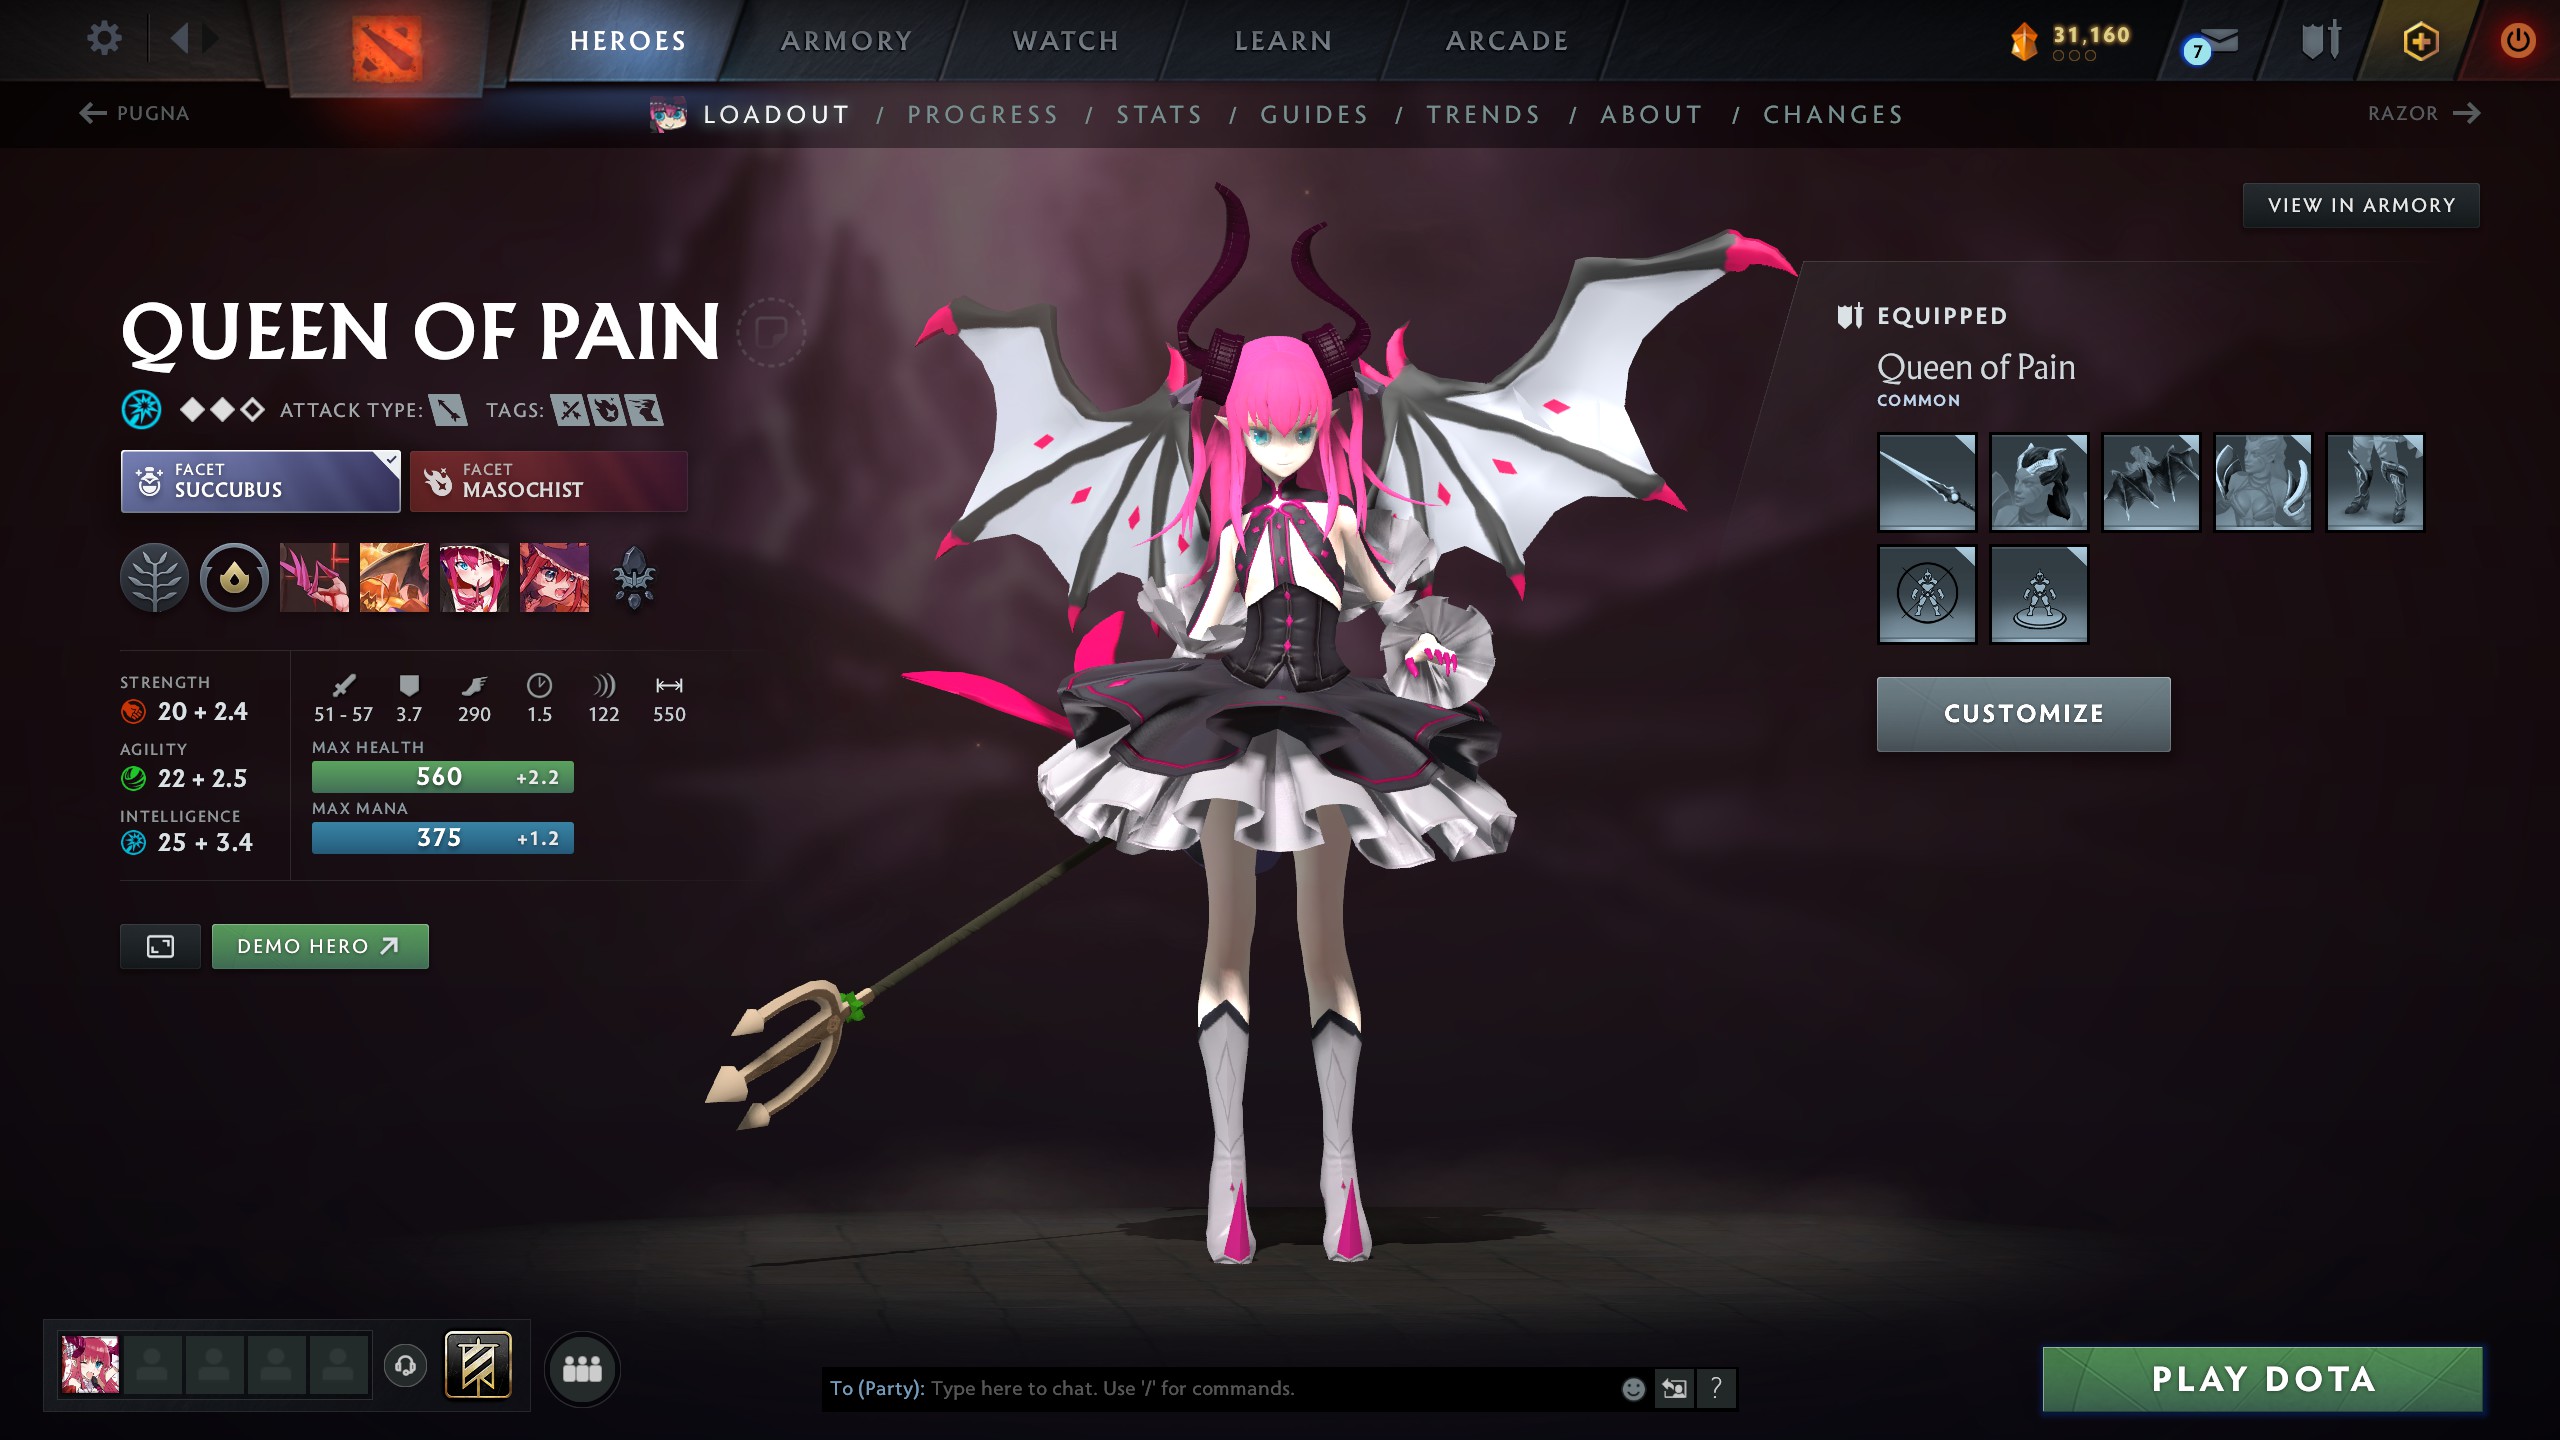 HEROES
ARMORY
WATCH
LEARN
ARCADE
31,160
7
PUGNA
LOADOUT / PROGRESS / STATS / GUIDES / TRENDS / ABOUT / CHANGES
RAZOR
VIEW IN ARMORY
QUEEN OF PAIN
ATTACK TYPE:
TAGS:
FACET
SUCCUBUS
FACET
MASOCHIST
STRENGTH
20 + 2.4
AGILITY
22 + 2.5
INTELLIGENCE
25 + 3.4
51 - 57
3.7
290
1.5
122
550
MAX HEALTH
560 +2.2
MAX MANA
375 +1.2
DEMO HERO
EQUIPPED
Queen of Pain
COMMON
CUSTOMIZE
To (Party): Type here to chat. Use '/' for commands.
?
PLAY DOTA